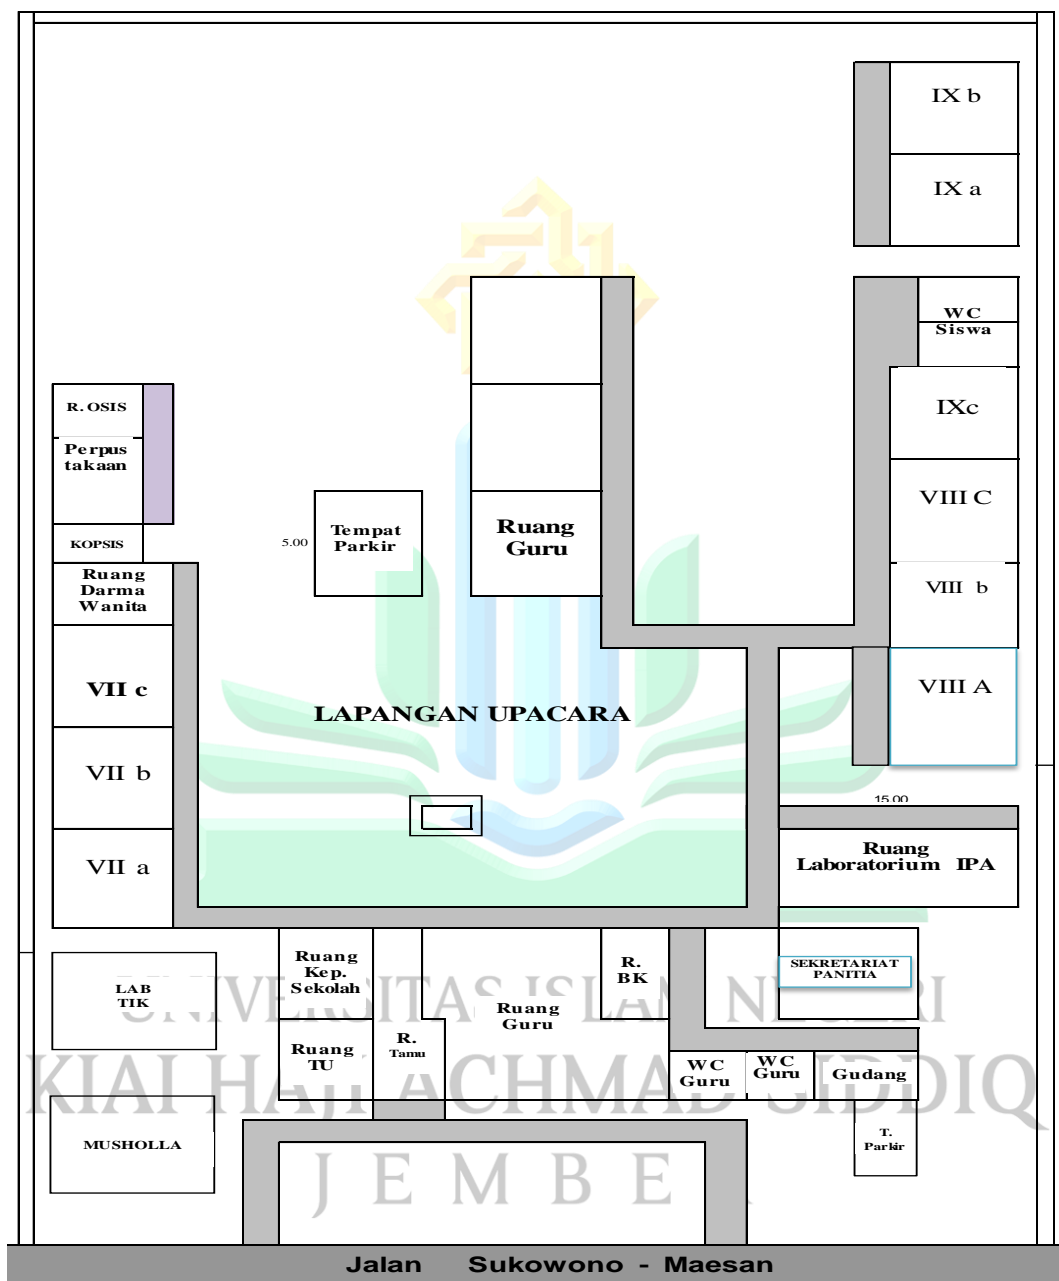 IX b
IX a
WC
Siswa
R. OSIS
IXc
Perpus
takaan
VIII C
Tempat
Parkir
5.00
Ruang
Guru
KOPSIS
Ruang
Darma
Wanita
VIII b
VII c
VIII A
LAPANGAN UPACARA
VII b
15.00
VII a
Ruang
Laboratorium IPA
Ruang
Kep.
Sekolah
R.
BK
SEKRETARIAT
PANITIA
LAB
TIK
UNIVERSITAS ISLAM NEGERI
Ruang
Guru
Ruang
TU
R.
Tamu
WC
Guru
WC
Guru
Gudang
KIAI HAJI ACHMAD SIDDIQ
MUSHOLLA
T.
Parkir
JEMBER
Jalan Sukowono - Maesan